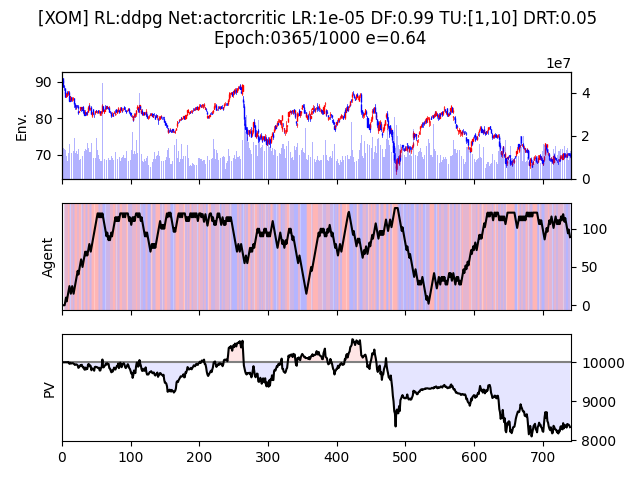 [XOM] RL:ddpg Net:actorcritic LR:1e-05 DF:0.99 TU:[1,10] DRT:0.05
Epoch:0365/1000 e=0.64
1e7
90
80
70
Env.
4
2
0
Agent
100
50
0
PV
10000
9000
8000
0 100 200 300 400 500 600 700